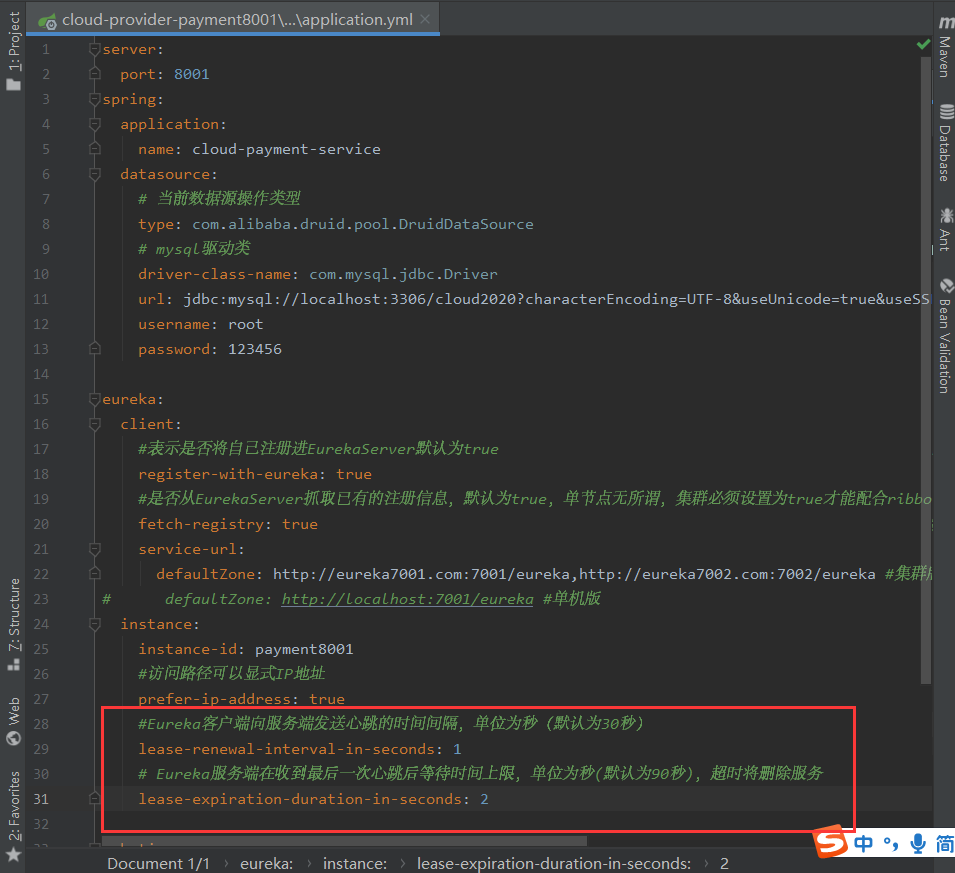 cloud-provider-payment8001\...\application.yml
1: Project
Maven
Database
Ant
Bean Validation
7: Structure
Web
2: Favorites
1 server:
2 port: 8001
3 spring:
4 application:
5 name: cloud-payment-service
6 datasource:
7 # 当前数据源操作类型
8 type: com.alibaba.druid.pool.DruidDataSource
9 # mysql驱动类
10 driver-class-name: com.mysql.jdbc.Driver
11 url: jdbc:mysql://localhost:3306/cloud2020?characterEncoding=UTF-8&useUnicode=true&useSS
12 username: root
13 password: 123456
14
15 eureka:
16 client:
17 #表示是否将自己注册进EurekaServer默认为true
18 register-with-eureka: true
19 #是否从EurekaServer抓取已有的注册信息，默认为true，单节点无所谓，集群必须设置为true才能配合ribbo
20 fetch-registry: true
21 service-url:
22 defaultZone: http://eureka7001.com:7001/eureka,http://eureka7002.com:7002/eureka #集群
23 # defaultZone: http://localhost:7001/eureka #单机版
24 instance:
25 instance-id: payment8001
26 #访问路径可以显式IP地址
27 prefer-ip-address: true
28 #Eureka客户端向服务端发送心跳的时间间隔，单位为秒（默认为30秒）
29 lease-renewal-interval-in-seconds: 1
30 # Eureka服务端在收到最后一次心跳后等待时间上限，单位为秒(默认为90秒)，超时将删除服务
31 lease-expiration-duration-in-seconds: 2
32
Document 1/1 › eureka: › instance: › lease-expiration-duration-in-seconds: › 2
S 中 °, 简